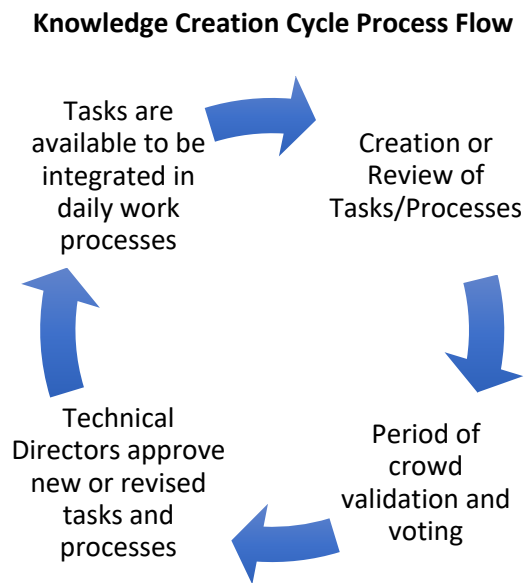 Knowledge Creation Cycle Process Flow
Tasks are
available to be
integrated in
daily work
processes
Creation or
Review of
Tasks/Processes
Period of
crowd
validation and
voting
Technical
Directors approve
new or revised
tasks and
processes